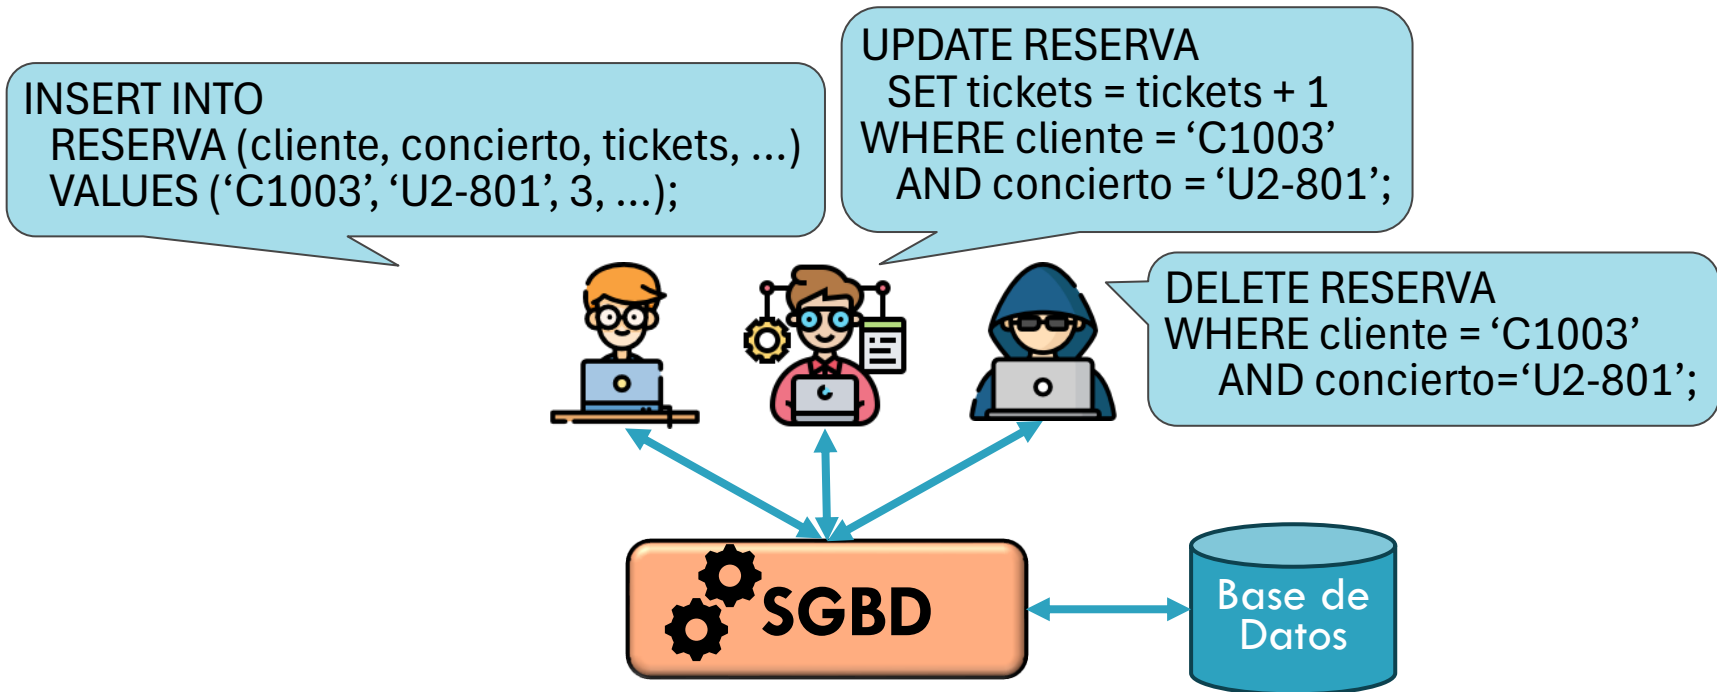 INSERT INTO
RESERVA (cliente, concierto, tickets, ...)
VALUES (‘C1003’, ‘U2-801’, 3, ...);
UPDATE RESERVA
SET tickets = tickets + 1
WHERE cliente = ‘C1003’
AND concierto = ‘U2-801’;
DELETE RESERVA
WHERE cliente = ‘C1003’
AND concierto=‘U2-801’;
SGBD
Base de
Datos